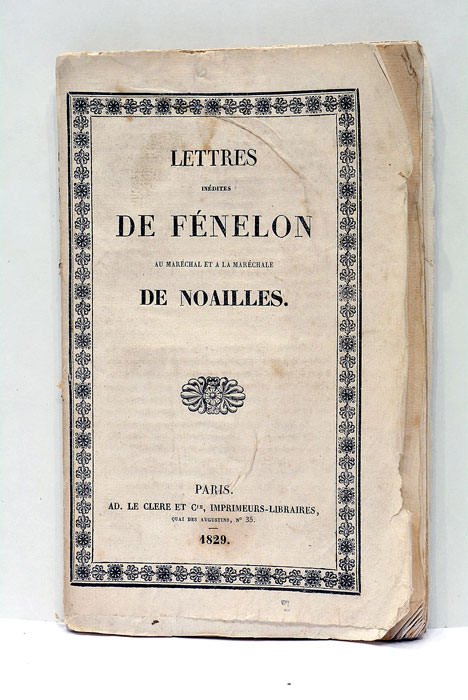 LETTRES
INÉDITES
DE FÉNELON
AU MARÉCHAL ET A LA MARÉCHALE
DE NOAILLES.
PARIS.
AD. LE CLERE ET Cie, IMPRIMEURS-LIBRAIRES,
QUAI DES AUGUSTINS, N° 35.
1829.